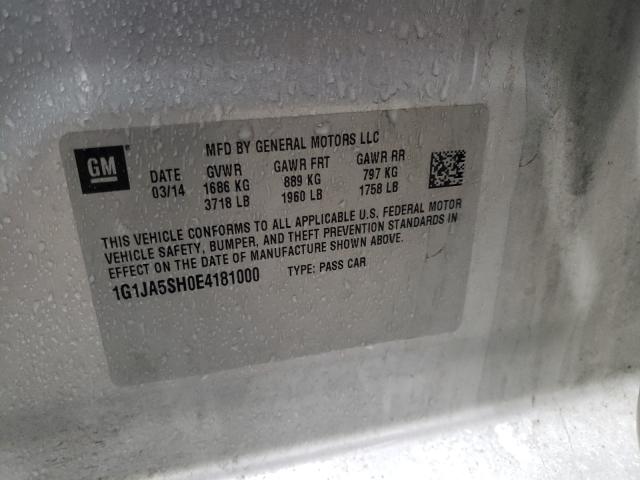 MFD BY GENERAL MOTORS LLC
GM
DATE GVWR GAWR FRT GAWR RR
03/14 1686 KG 889 KG 797 KG
3718 LB 1960 LB 1758 LB
THIS VEHICLE CONFORMS TO ALL APPLICABLE U.S. FEDERAL MOTOR
VEHICLE SAFETY, BUMPER, AND THEFT PREVENTION STANDARDS IN
EFFECT ON THE DATE OF MANUFACTURE SHOWN ABOVE.
1G1JA5SH0E4181000 TYPE: PASS CAR